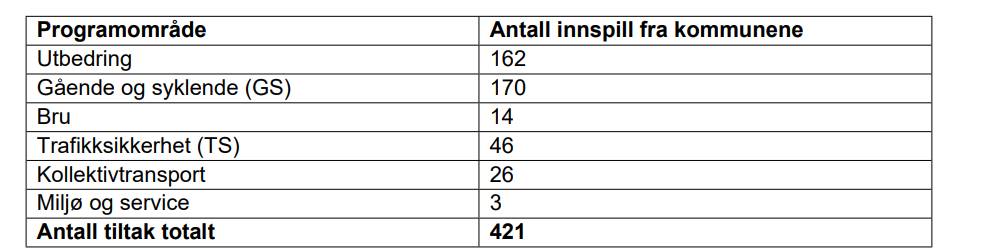 Programområde Antall innspill fra kommunene
Utbedring 162
Gående og syklende (GS) 170
Bru 14
Trafikksikkerhet (TS) 46
Kollektivtransport 26
Miljø og service 3
Antall tiltak totalt 421